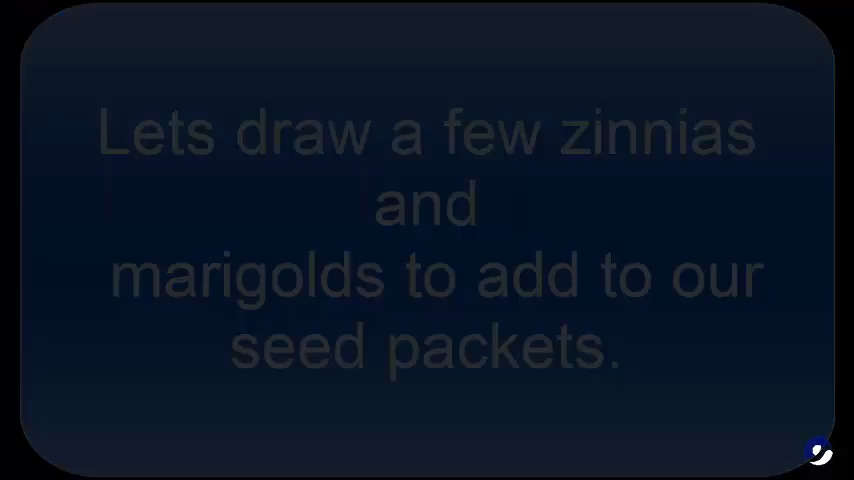 Lets draw a few zinnias
and
marigolds to add to our
seed packets.